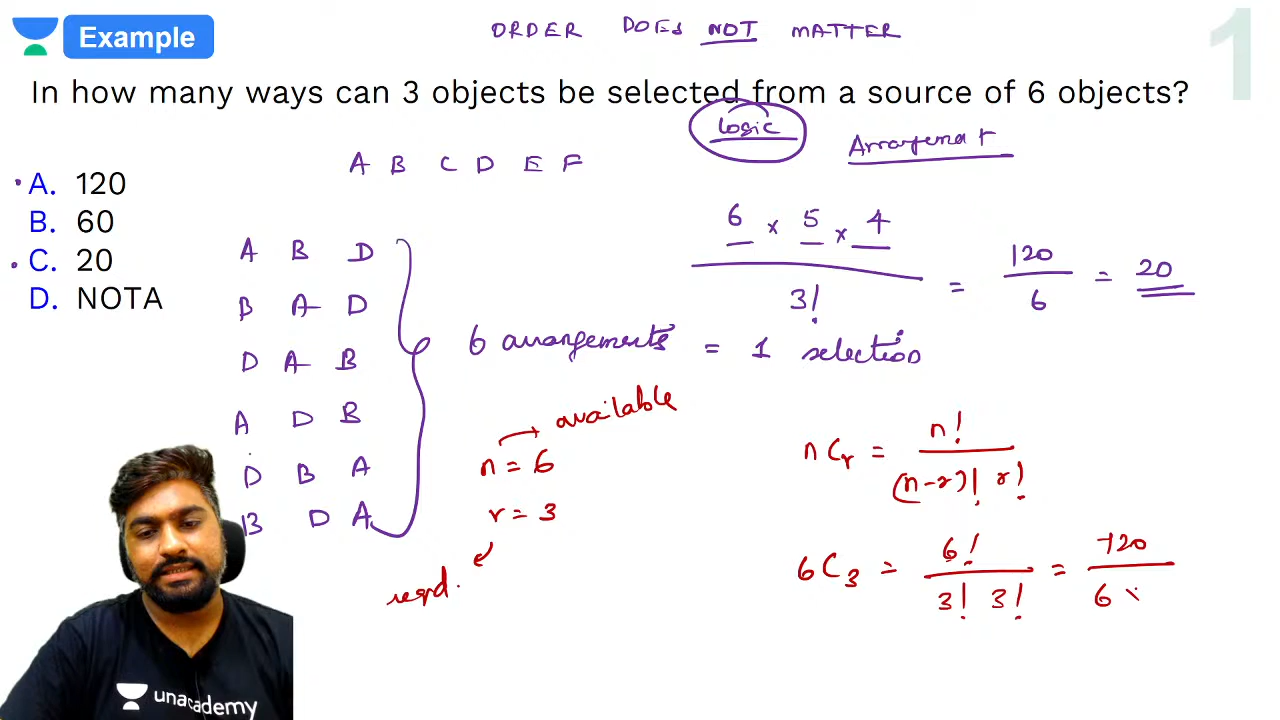 Example
ORDER DOES NOT MATTER
1
In how many ways can 3 objects be selected from a source of 6 objects?
Logic
Arrangement
A B C D E F
A. 120
B. 60
C. 20
D. NOTA
6 × 5 × 4
3!
= 120
6
= 20
A B D
B A D
D A B
A D B
D B A
B D A
6 arrangements = 1 selection
n = 6
available
r = 3
reqd.
nCr = n!
(n-r)! r!
6C3 = 6!
3! 3!
= 720
6 ×
unacademy